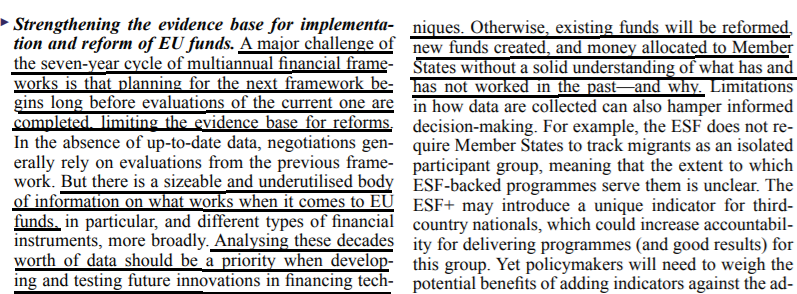 ▸ Strengthening the evidence base for implementa-
tion and reform of EU funds. A major challenge of
the seven-year cycle of multiannual financial frame-
works is that planning for the next framework be-
gins long before evaluations of the current one are
completed, limiting the evidence base for reforms.
In the absence of up-to-date data, negotiations gen-
erally rely on evaluations from the previous frame-
work. But there is a sizeable and underutilised body
of information on what works when it comes to EU
funds, in particular, and different types of financial
instruments, more broadly. Analysing these decades
worth of data should be a priority when develop-
ing and testing future innovations in financing tech-
niques. Otherwise, existing funds will be reformed,
new funds created, and money allocated to Member
States without a solid understanding of what has and
has not worked in the past—and why. Limitations
in how data are collected can also hamper informed
decision-making. For example, the ESF does not re-
quire Member States to track migrants as an isolated
participant group, meaning that the extent to which
ESF-backed programmes serve them is unclear. The
ESF+ may introduce a unique indicator for third-
country nationals, which could increase accountabil-
ity for delivering programmes (and good results) for
this group. Yet policymakers will need to weigh the
potential benefits of adding indicators against the ad-